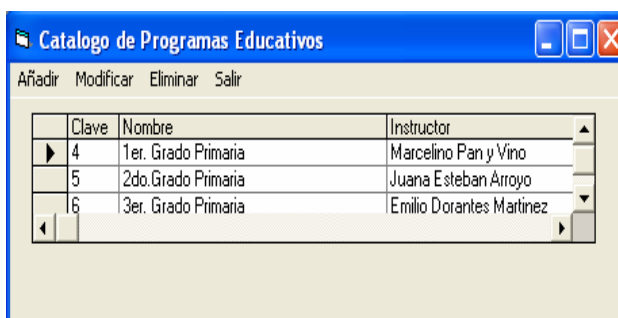 Catalogo de Programas Educativos
Añadir Modificar Eliminar Salir
Clave Nombre Instructor
4 1er. Grado Primaria Marcelino Pan y Vino
5 2do.Grado Primaria Juana Esteban Arroyo
6 3er. Grado Primaria Emilio Dorantes Martinez